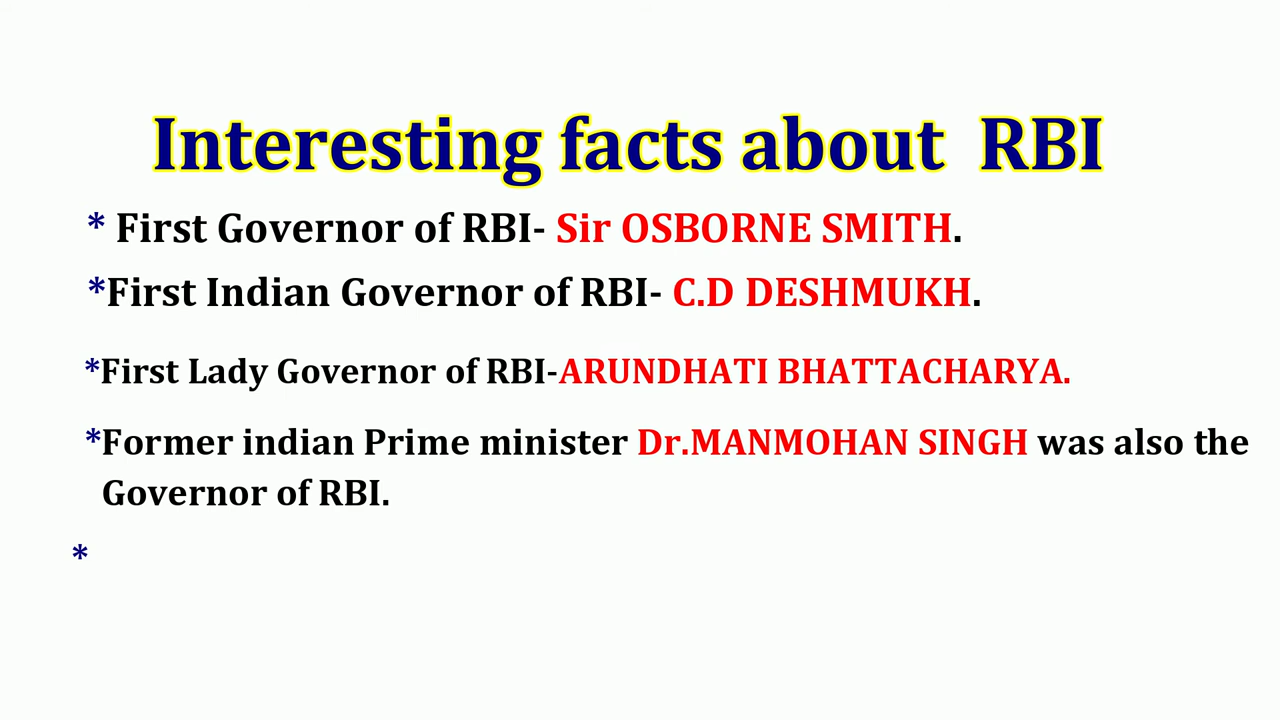 Interesting facts about RBI
* First Governor of RBI- Sir OSBORNE SMITH.
*First Indian Governor of RBI- C.D DESHMUKH.
*First Lady Governor of RBI-ARUNDHATI BHATTACHARYA.
*Former indian Prime minister Dr.MANMOHAN SINGH was also the
Governor of RBI.
*